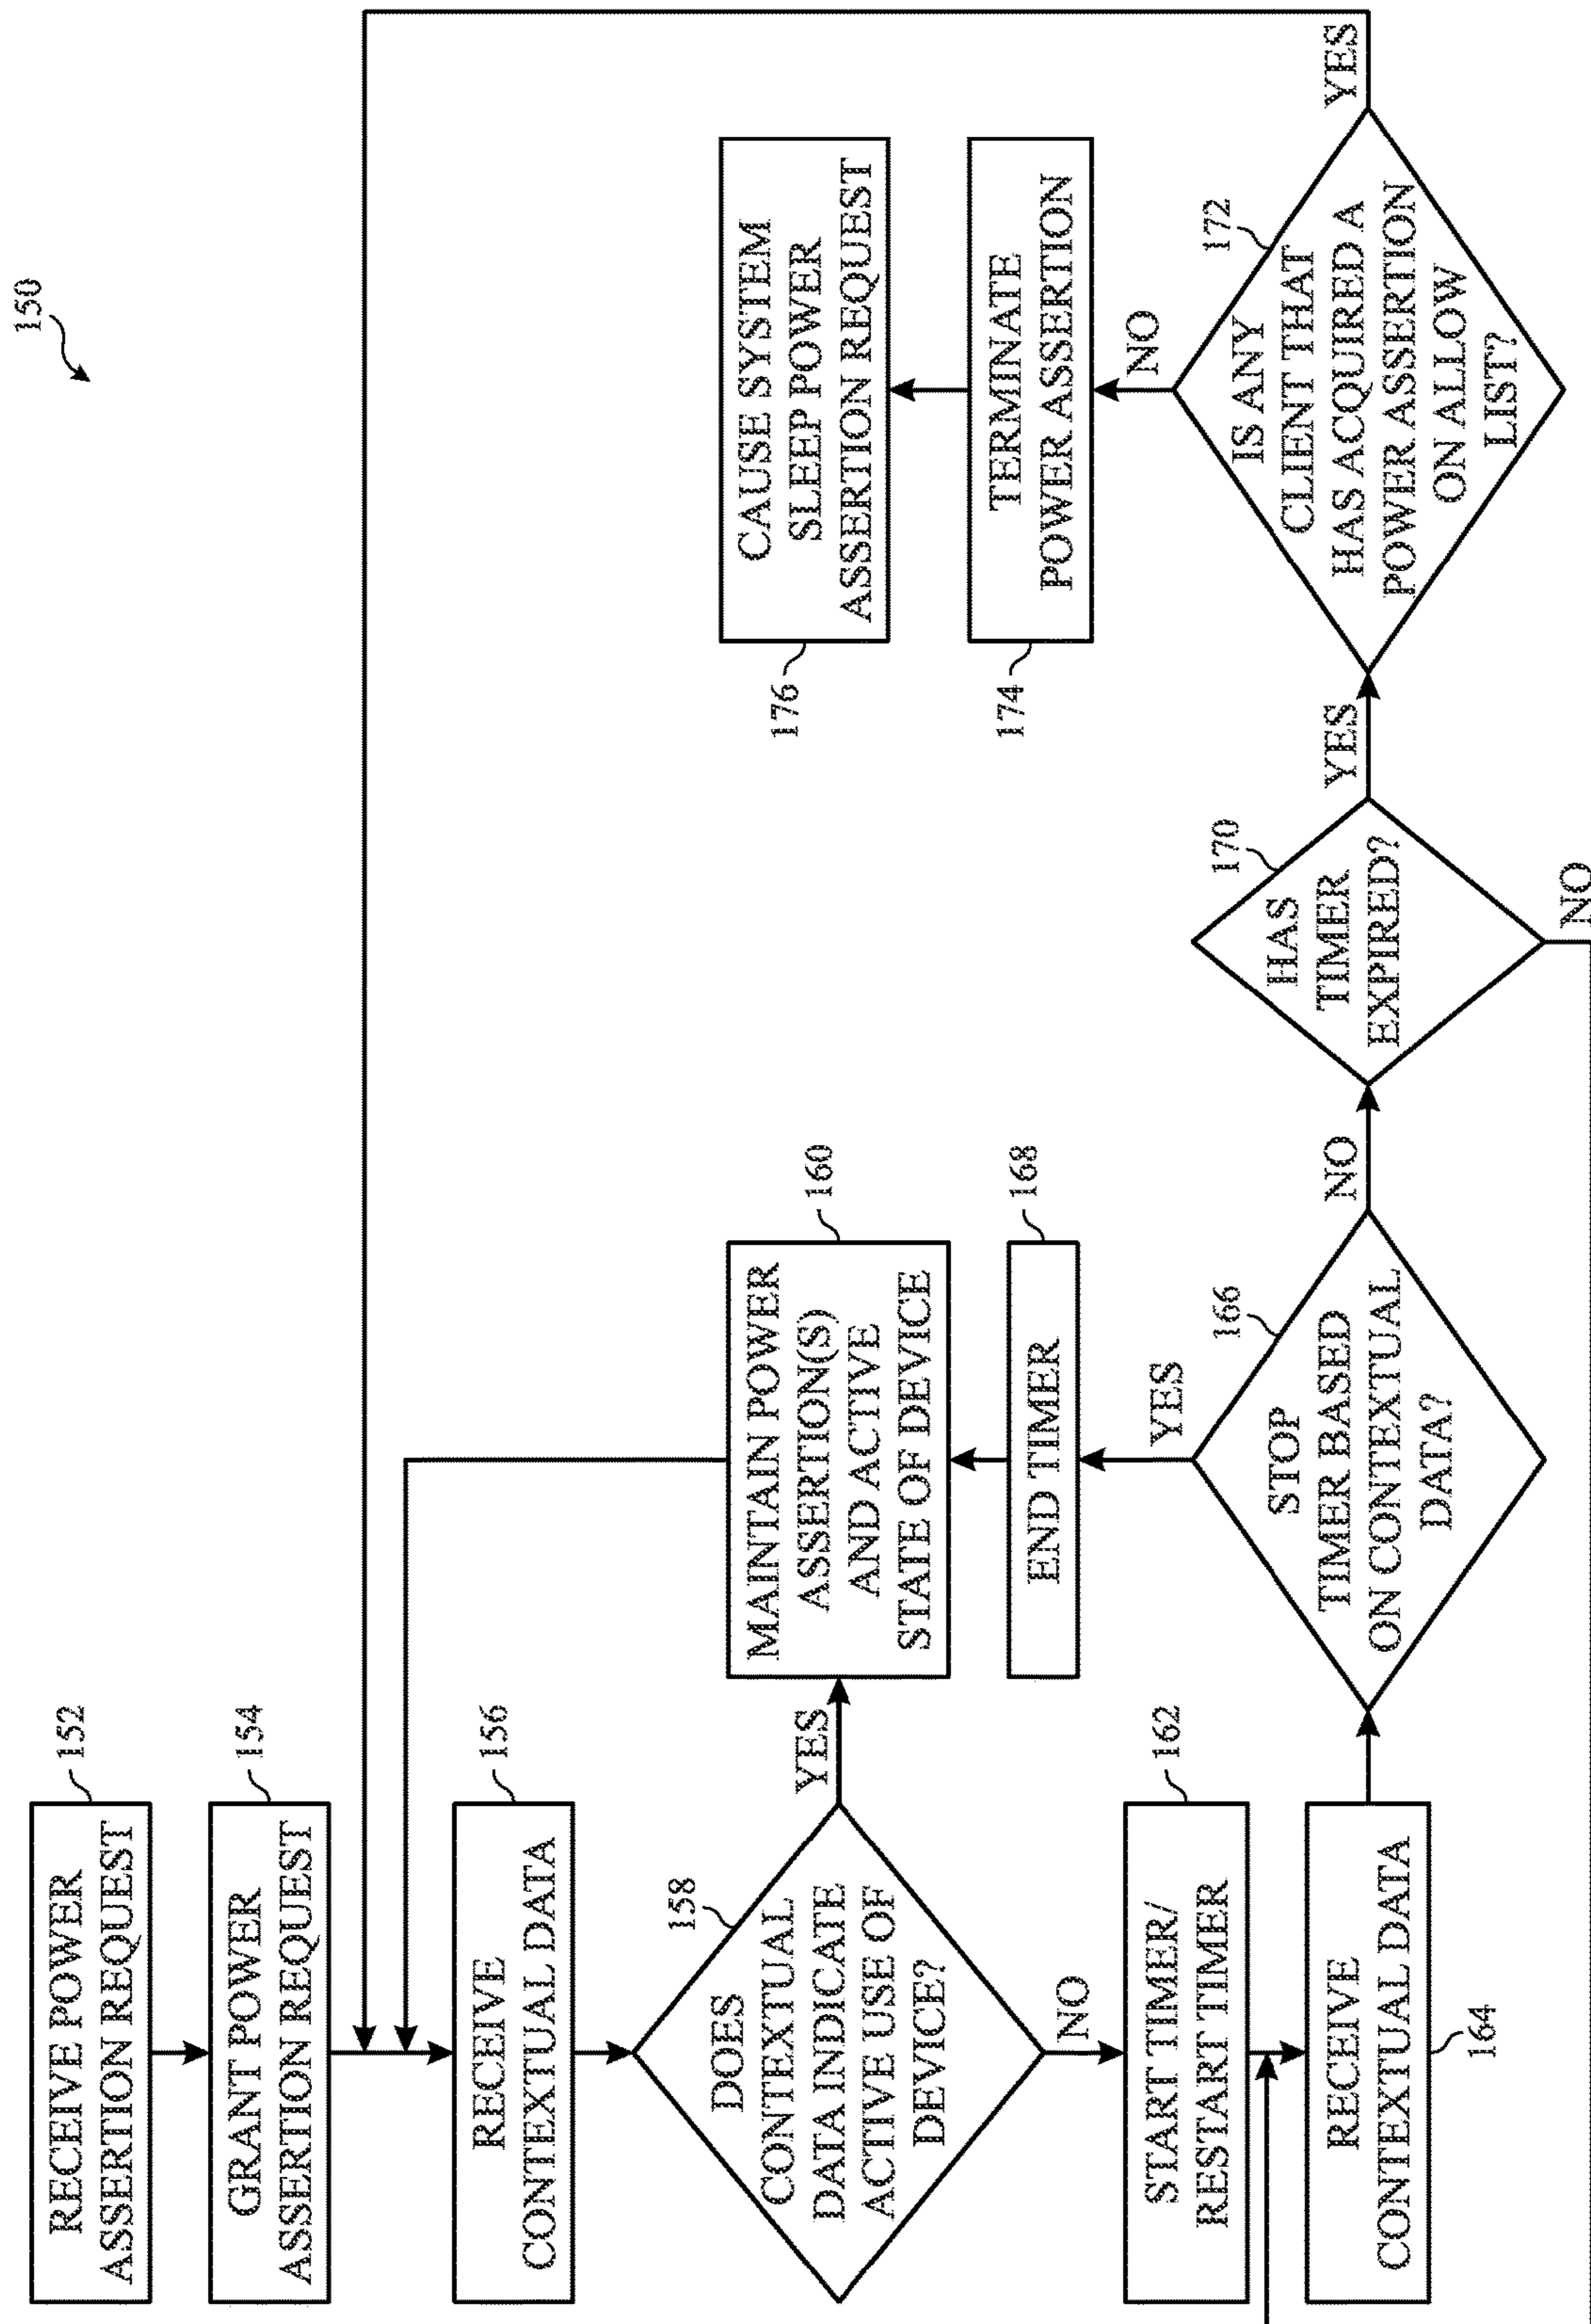 150
RECEIVE POWER
ASSERTION REQUEST
152
GRANT POWER
ASSERTION REQUEST
154
RECEIVE
CONTEXTUAL DATA
156
DOES
CONTEXTUAL
DATA INDICATE
ACTIVE USE OF
DEVICE?
158
YES
NO
MAINTAIN POWER
ASSERTION(S)
AND ACTIVE
STATE OF DEVICE
160
START TIMER/
RESTART TIMER
162
RECEIVE
CONTEXTUAL DATA
164
STOP
TIMER BASED
ON CONTEXTUAL
DATA?
166
YES
NO
END TIMER
168
HAS
TIMER
EXPIRED?
170
YES
NO
IS ANY
CLIENT THAT
HAS ACQUIRED A
POWER ASSERTION
ON ALLOW
LIST?
172
YES
NO
TERMINATE
POWER ASSERTION
174
CAUSE SYSTEM
SLEEP POWER
ASSERTION REQUEST
176